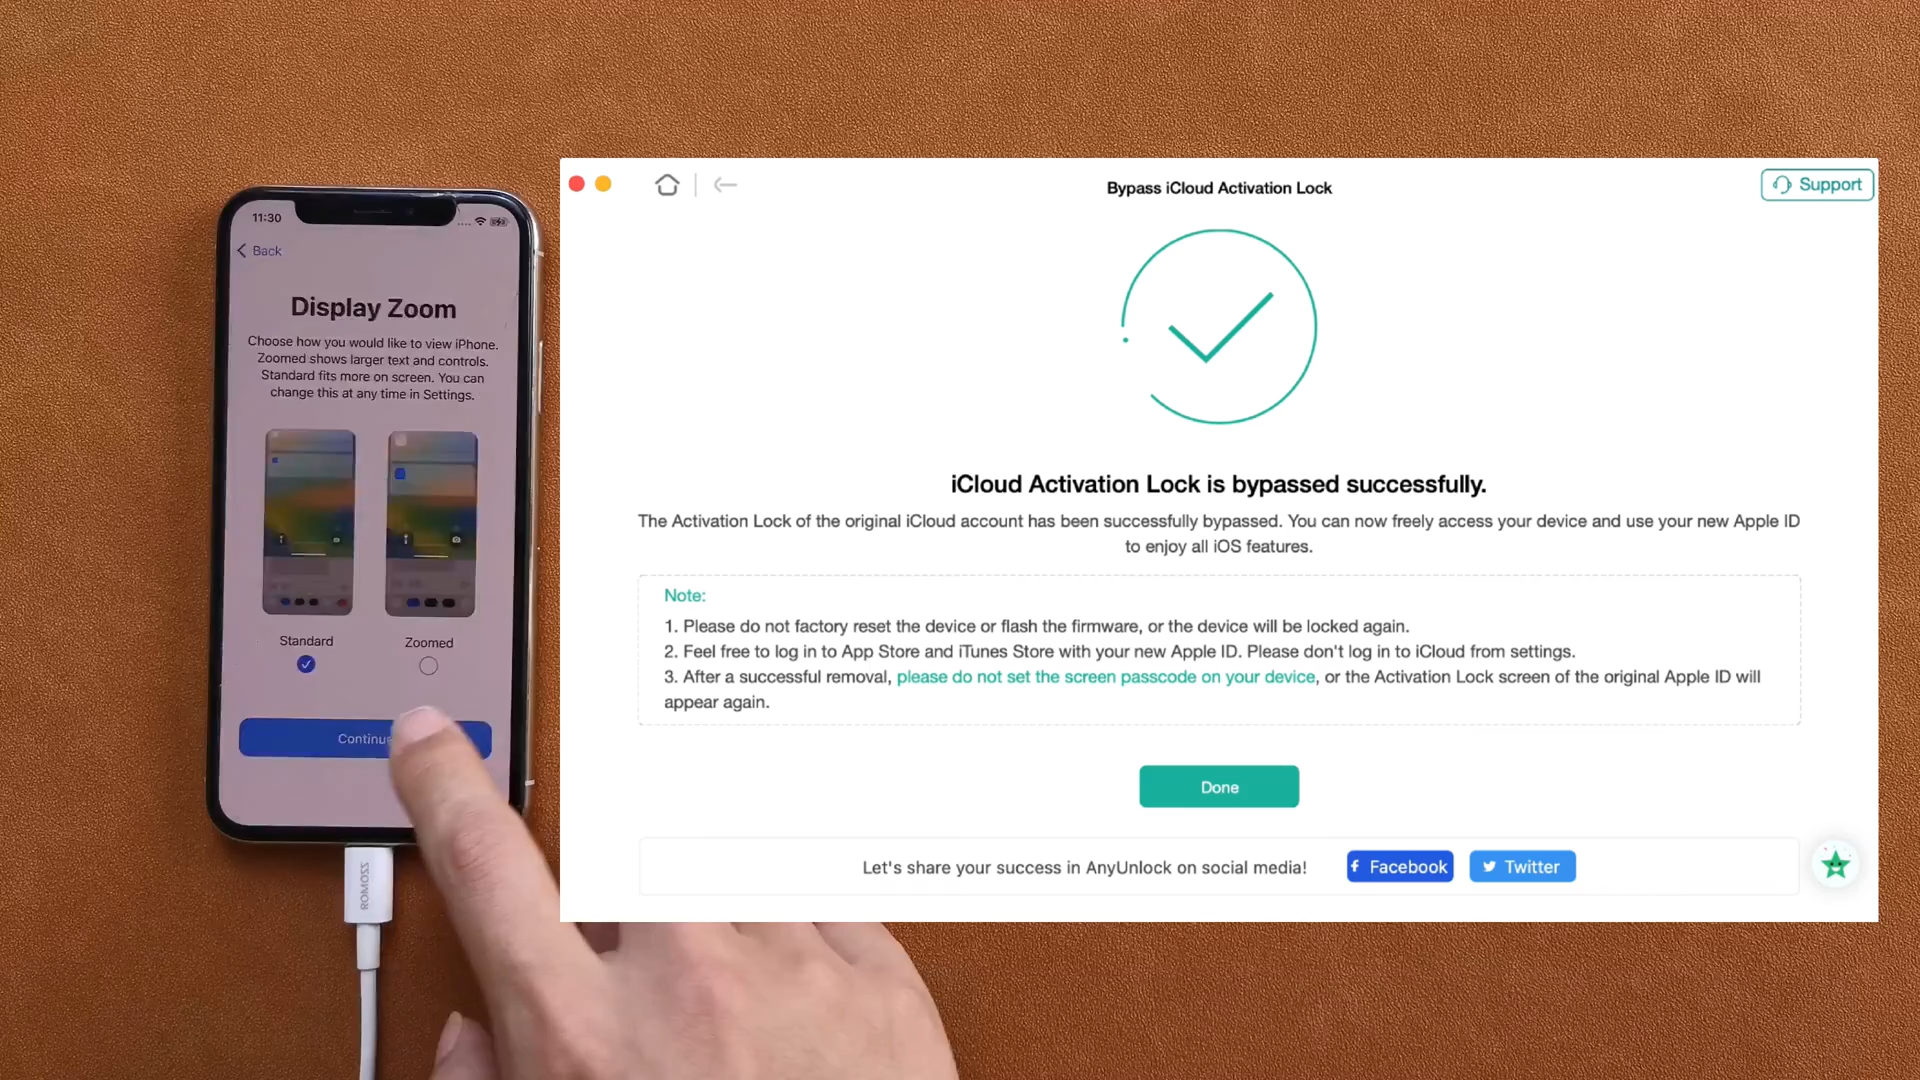 11:30
Back
Display Zoom
Choose how you would like to view iPhone.
Zoomed shows larger text and controls.
Standard fits more on screen. You can
change this at any time in Settings.
Standard
Zoomed
Continue
ROMOSS
Bypass iCloud Activation Lock
Support
iCloud Activation Lock is bypassed successfully.
The Activation Lock of the original iCloud account has been successfully bypassed. You can now freely access your device and use your new Apple ID
to enjoy all iOS features.
Note:
1. Please do not factory reset the device or flash the firmware, or the device will be locked again.
2. Feel free to log in to App Store and iTunes Store with your new Apple ID. Please don't log in to iCloud from settings.
3. After a successful removal, please do not set the screen passcode on your device, or the Activation Lock screen of the original Apple ID will
appear again.
Done
Let's share your success in AnyUnlock on social media!
Facebook
Twitter